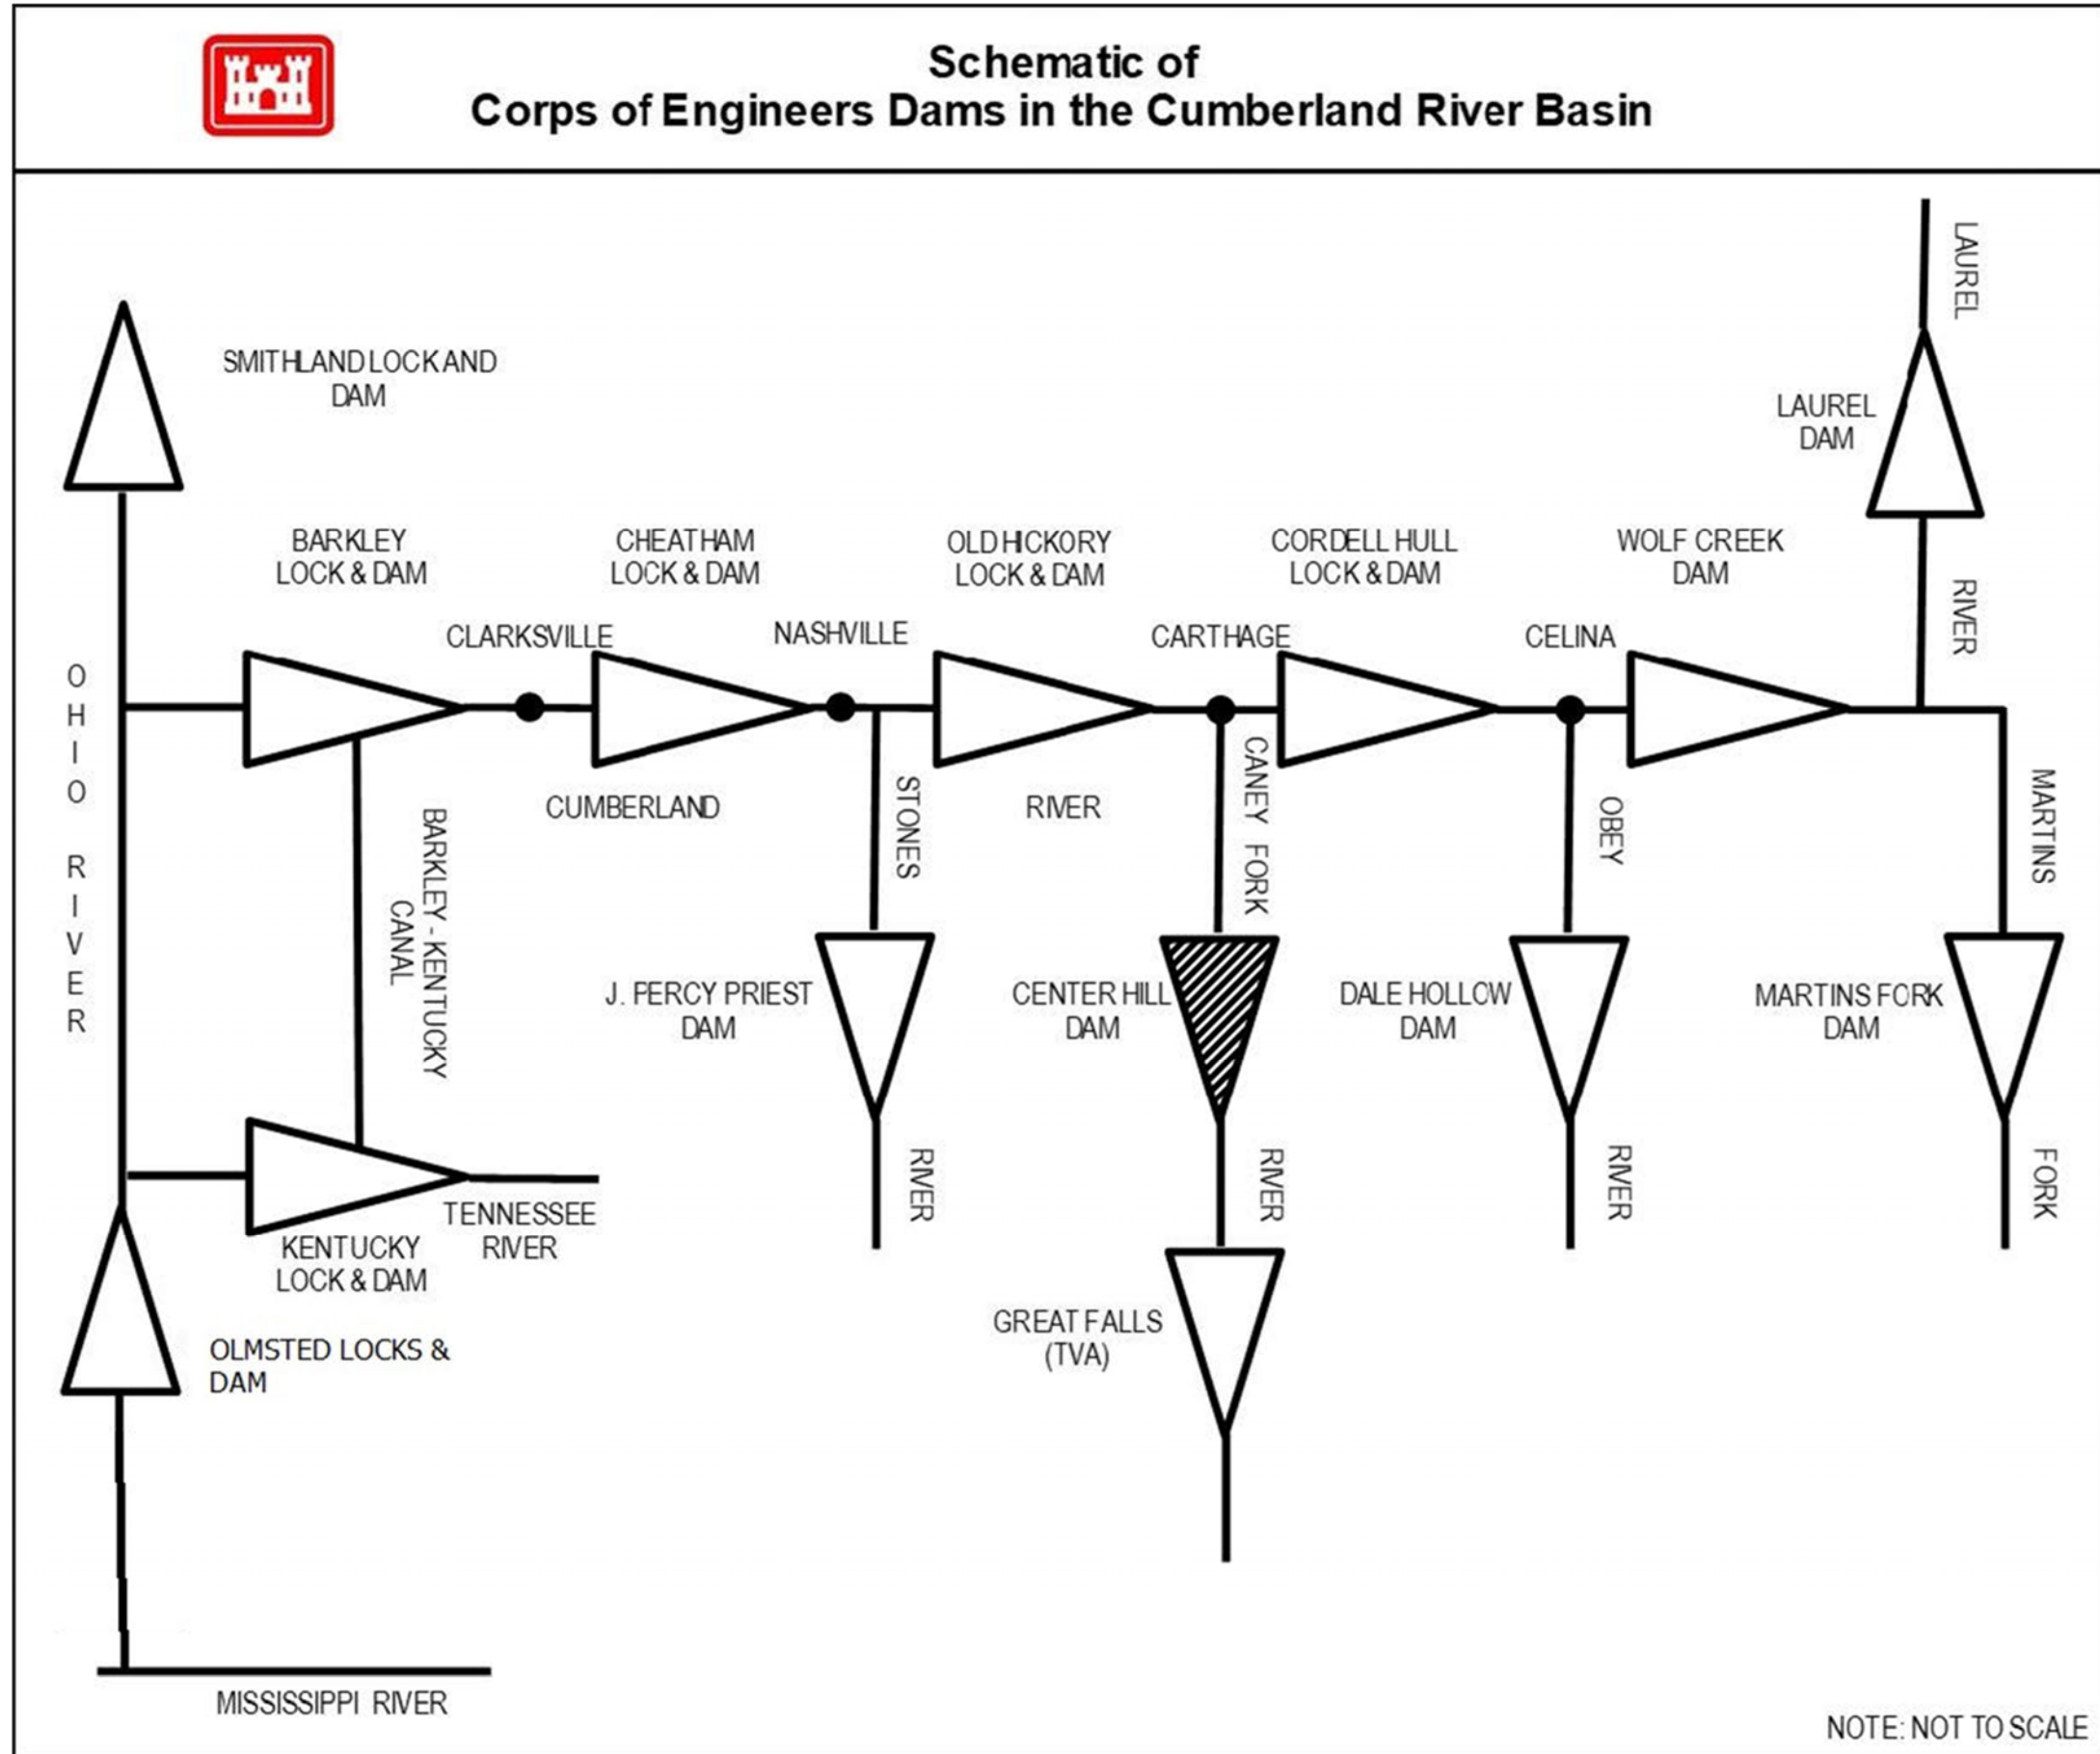 Schematic of
Corps of Engineers Dams in the Cumberland River Basin
LAUREL
SMITHLAND LOCK AND
DAM
LAUREL
DAM
BARKLEY
LOCK & DAM
CHEATHAM
LOCK & DAM
OLD HICKORY
LOCK & DAM
CORDELL HULL
LOCK & DAM
WOLF CREEK
DAM
RIVER
CLARKSVILLE
NASHVILLE
CARTHAGE
CELINA
OHIO RIVER
CUMBERLAND
RIVER
BARKLEY - KENTUCKY
CANAL
STONES
CANEY FORK
OBEY
MARTINS
J. PERCY PRIEST
DAM
CENTER HILL
DAM
DALE HOLLOW
DAM
MARTINS FORK
DAM
RIVER
RIVER
RIVER
FORK
TENNESSEE
RIVER
KENTUCKY
LOCK & DAM
OLMSTED LOCKS &
DAM
GREAT FALLS
(TVA)
MISSISSIPPI RIVER
NOTE: NOT TO SCALE